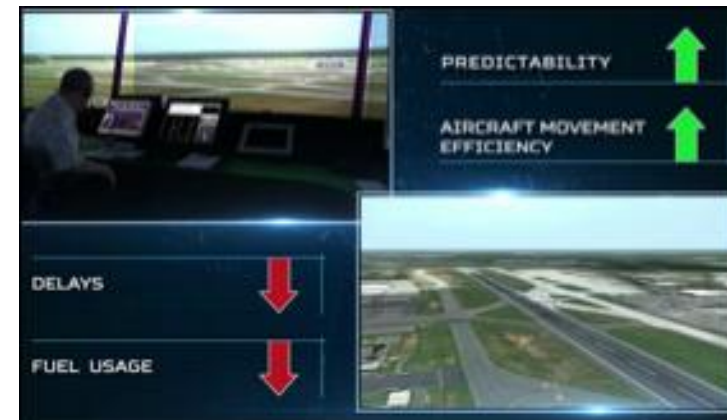 PREDICTABILITY
AIRCRAFT MOVEMENT
EFFICIENCY
DELAYS
FUEL USAGE